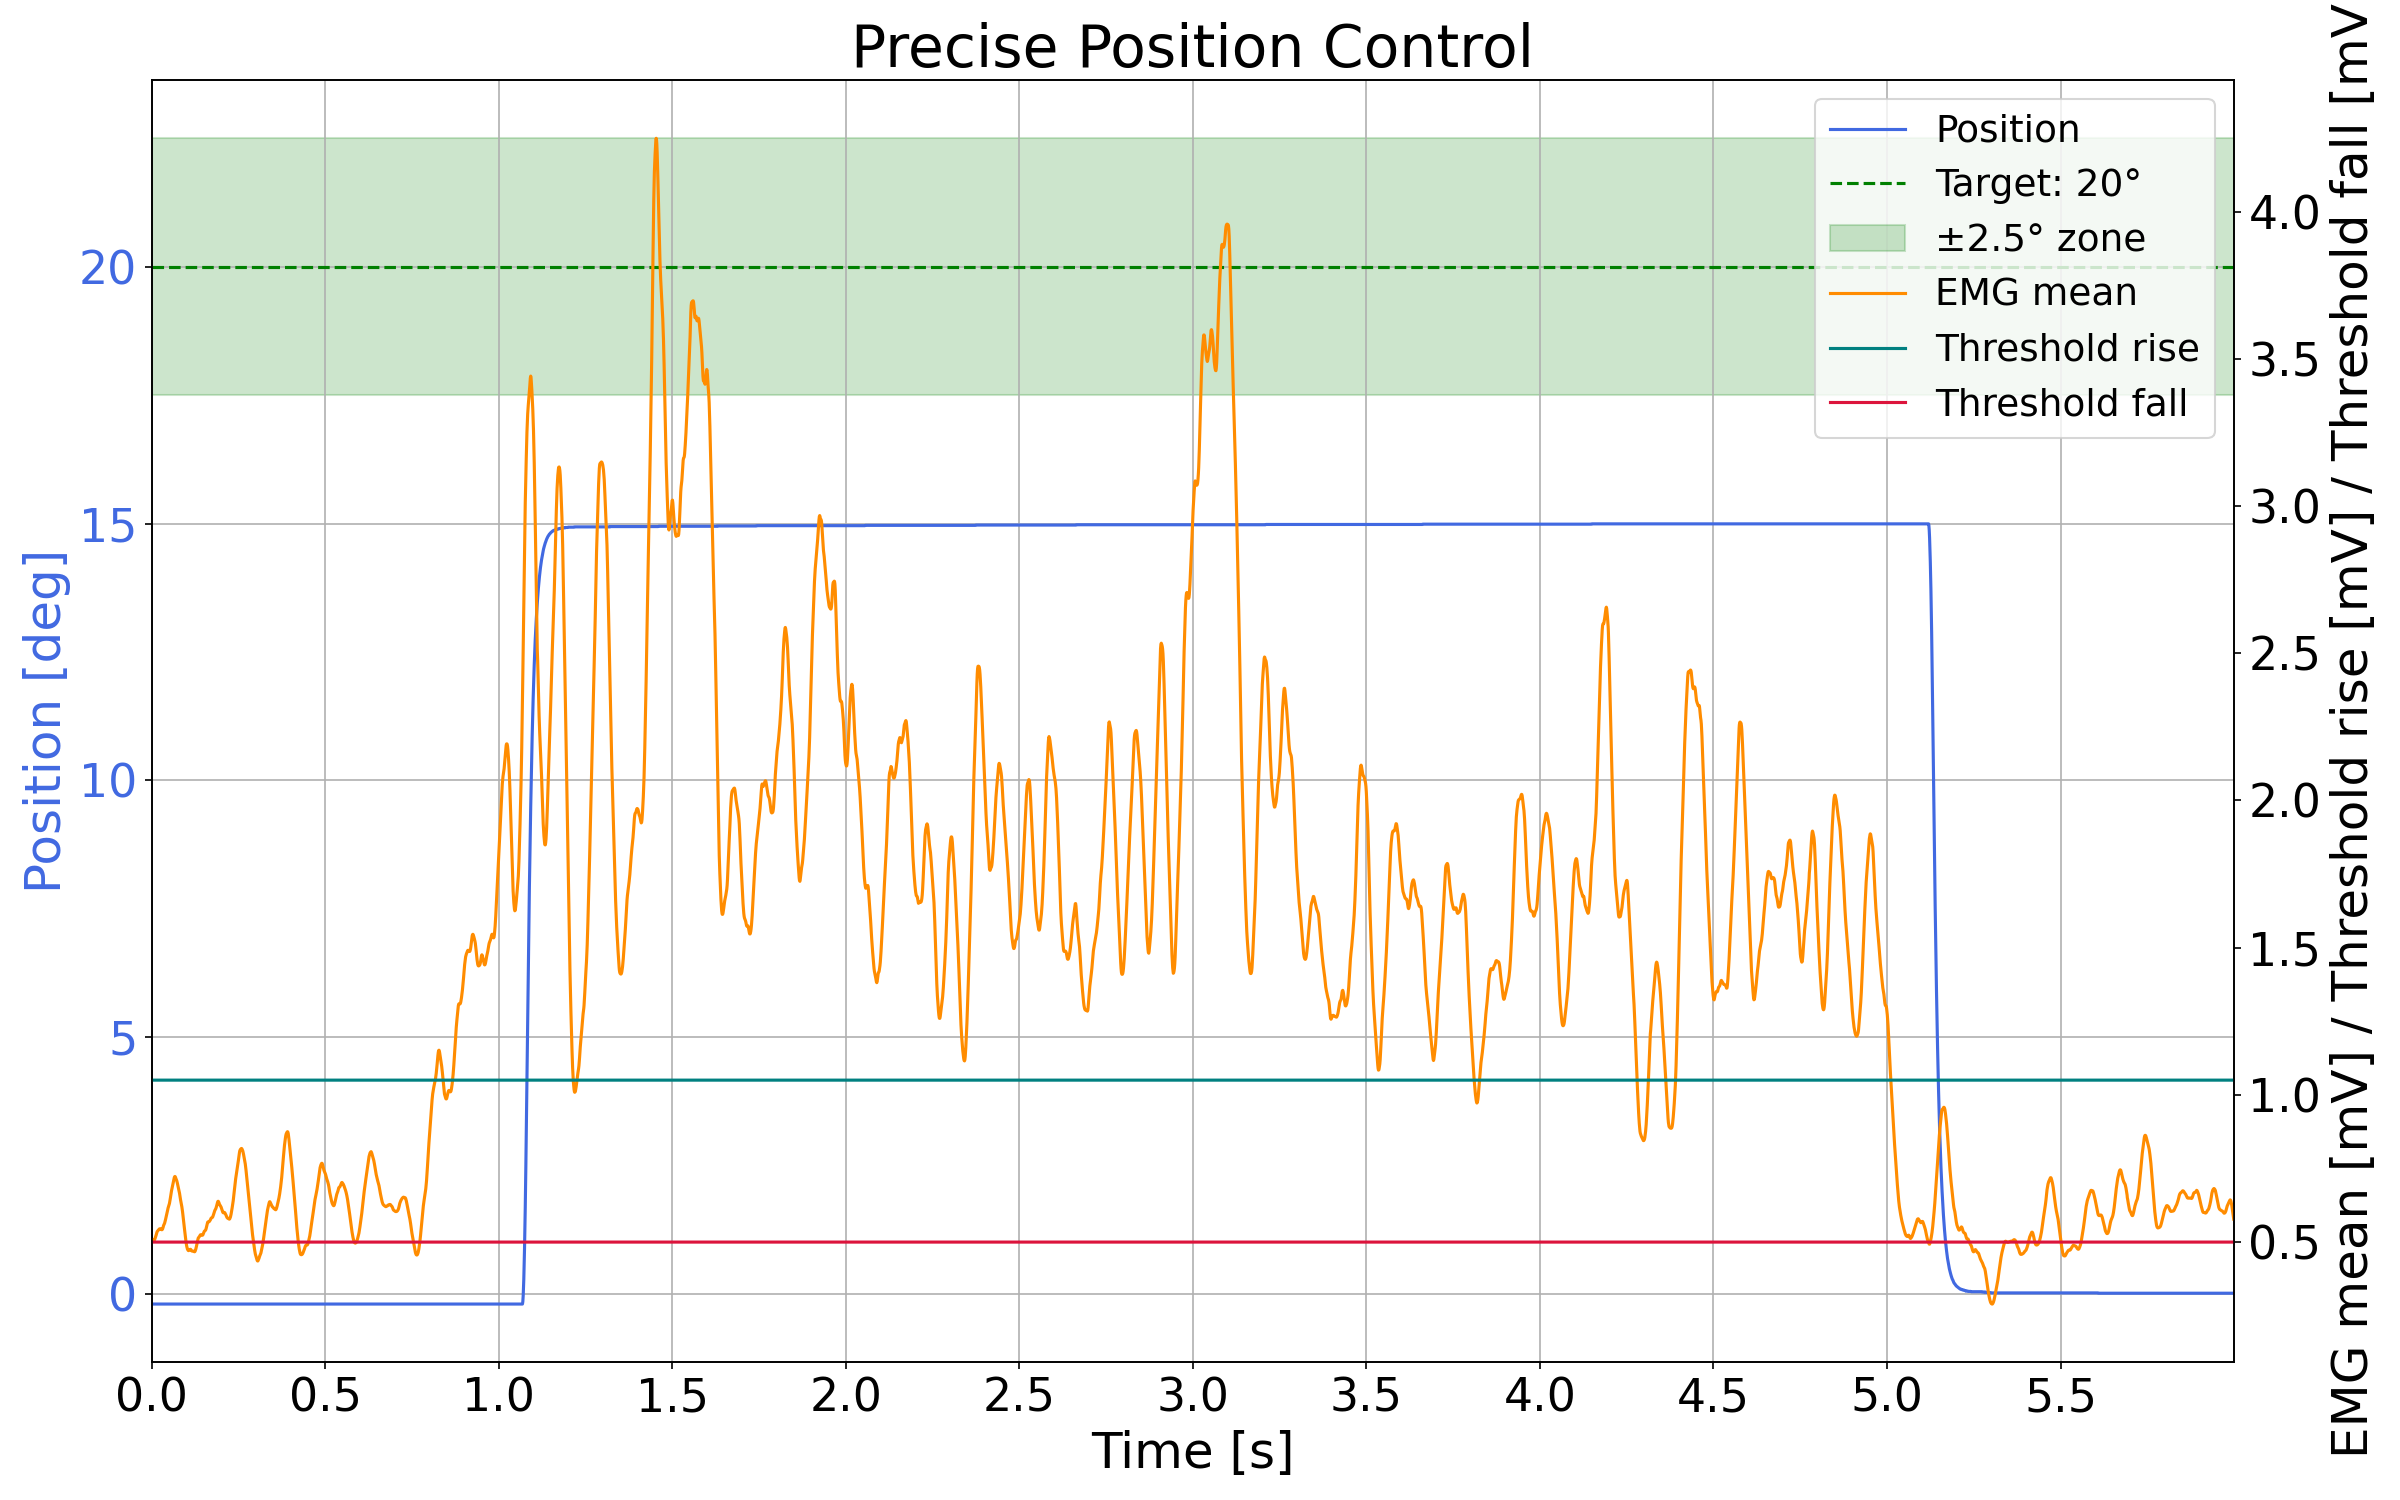 Precise Position Control
Position [deg]
20
15
10
5
0
Position
Target: 20°
±2.5° zone
EMG mean
Threshold rise
Threshold fall
4.0
3.5
3.0
2.5
2.0
1.5
1.0
0.5
EMG mean [mV] / Threshold rise [mV] / Threshold fall [mV
0.0 0.5 1.0 1.5 2.0 2.5 3.0 3.5 4.0 4.5 5.0 5.5
Time [s]